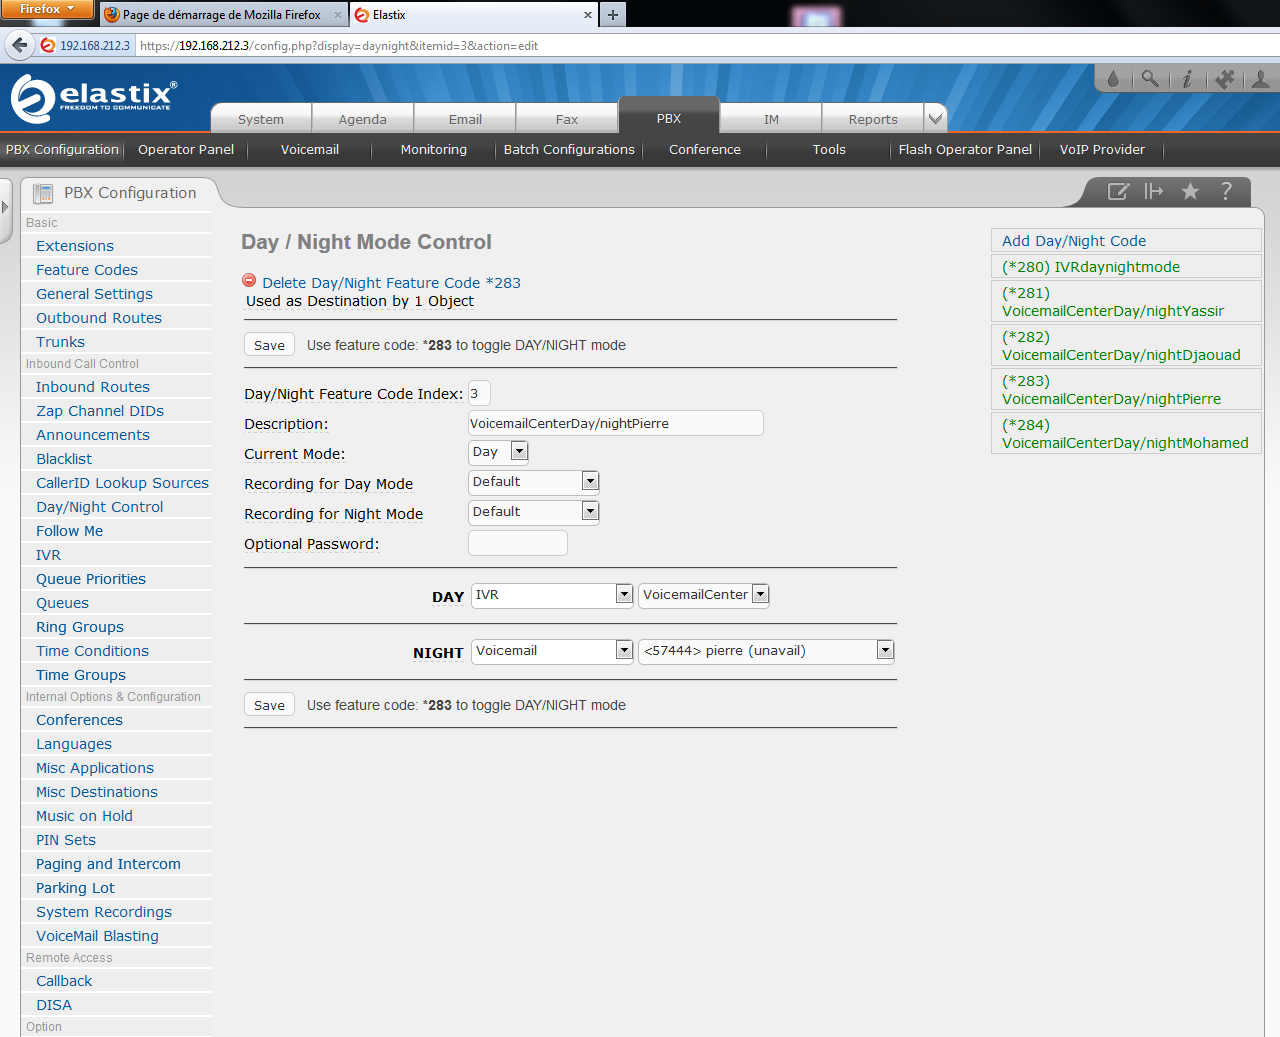 Firefox
Page de démarrage de Mozilla Firefox
Elastix
192.168.212.3
https://192.168.212.3/config.php?display=daynight&itemid=3&action=edit
elastix
FREEDOM TO COMMUNICATE
System
Agenda
Email
Fax
PBX
IM
Reports
PBX Configuration
Operator Panel
Voicemail
Monitoring
Batch Configurations
Conference
Tools
Flash Operator Panel
VoIP Provider
PBX Configuration
Basic
Extensions
Feature Codes
General Settings
Outbound Routes
Trunks
Inbound Call Control
Inbound Routes
Zap Channel DIDs
Announcements
Blacklist
CallerID Lookup Sources
Day/Night Control
Follow Me
IVR
Queue Priorities
Queues
Ring Groups
Time Conditions
Time Groups
Internal Options & Configuration
Conferences
Languages
Misc Applications
Misc Destinations
Music on Hold
PIN Sets
Paging and Intercom
Parking Lot
System Recordings
VoiceMail Blasting
Remote Access
Callback
DISA
Option
Day / Night Mode Control
Delete Day/Night Feature Code *283
Used as Destination by 1 Object
Save Use feature code: *283 to toggle DAY/NIGHT mode
Day/Night Feature Code Index: 3
Description: VoicemailCenterDay/nightPierre
Current Mode: Day
Recording for Day Mode Default
Recording for Night Mode Default
Optional Password:
DAY IVR VoicemailCenter
NIGHT Voicemail <57444> pierre (unavail)
Save Use feature code: *283 to toggle DAY/NIGHT mode
Add Day/Night Code
(*280) IVRdaynightmode
(*281)
VoicemailCenterDay/nightYassir
(*282)
VoicemailCenterDay/nightDjaouad
(*283)
VoicemailCenterDay/nightPierre
(*284)
VoicemailCenterDay/nightMohamed